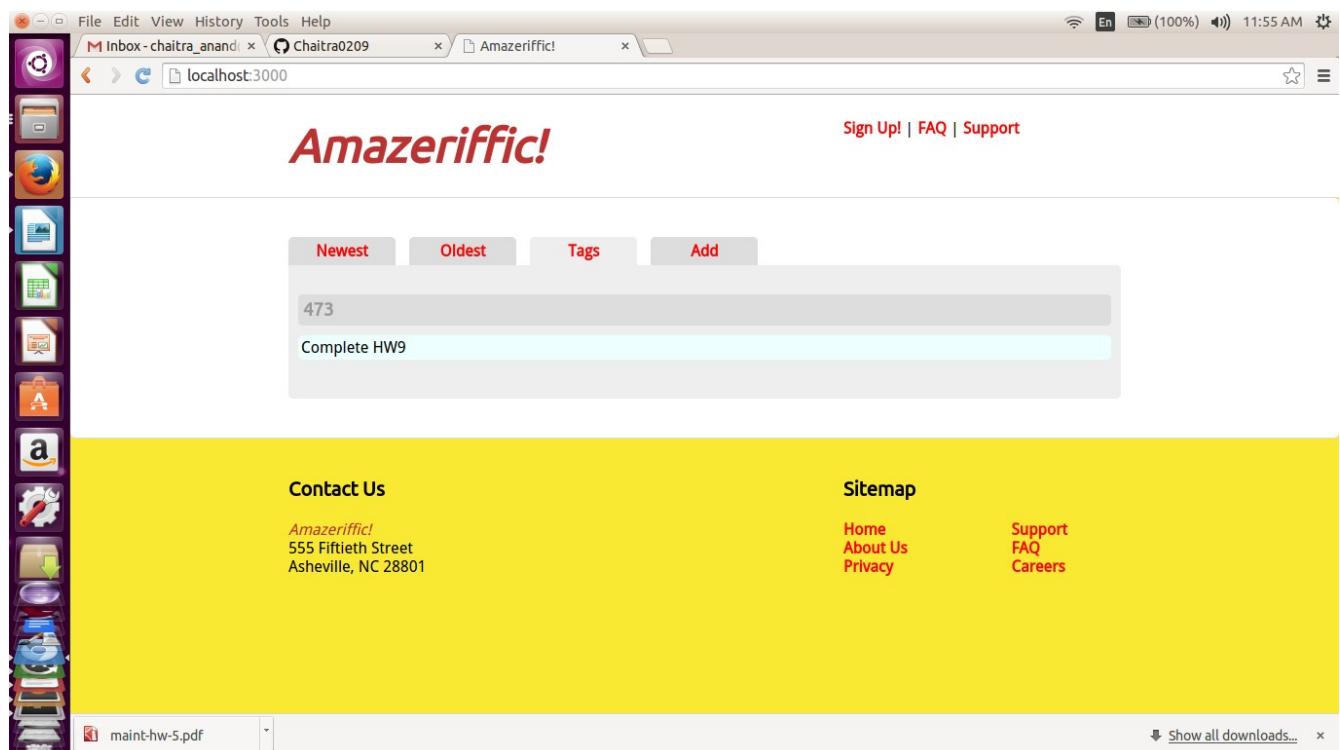 File Edit View History Tools Help
En (100%) 11:55 AM
Inbox - chaitra_anand
Chaitra0209
Amazeriffic!
localhost:3000
Amazeriffic!
Sign Up! | FAQ | Support
Newest
Oldest
Tags
Add
473
Complete HW9
Contact Us
Amazeriffic!
555 Fiftieth Street
Asheville, NC 28801
Sitemap
Home
About Us
Privacy
Support
FAQ
Careers
maint-hw-5.pdf
Show all downloads...